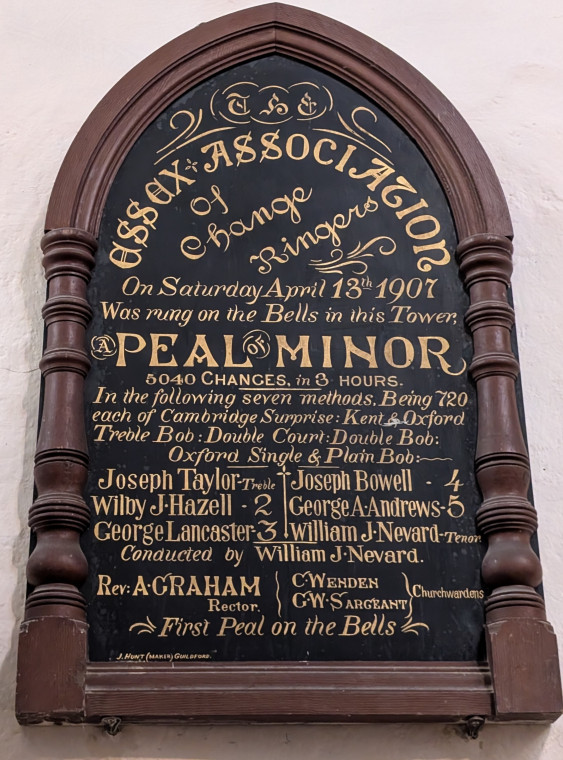 The
ESSEX ASSOCIATION
Of
Change
Ringers
On Saturday April 13th 1907
Was rung on the Bells in this Tower,
A PEAL OF MINOR
5040 CHANGES, in 3 HOURS.
In the following seven methods, Being 720
each of Cambridge Surprise: Kent & Oxford
Treble Bob: Double Court: Double Bob:
Oxford Single & Plain Bob:
Joseph Taylor-Treble Joseph Bowell - 4
Wilby J. Hazell - 2 George A. Andrews-5
George Lancaster-3 William J. Nevard-Tenor
Conducted by William J. Nevard.
Rev: A. GRAHAM C. WENDEN
Rector. G. W. SARGEANT Churchwardens
First Peal on the Bells
J. HUNT (MAKER) GUILDFORD.